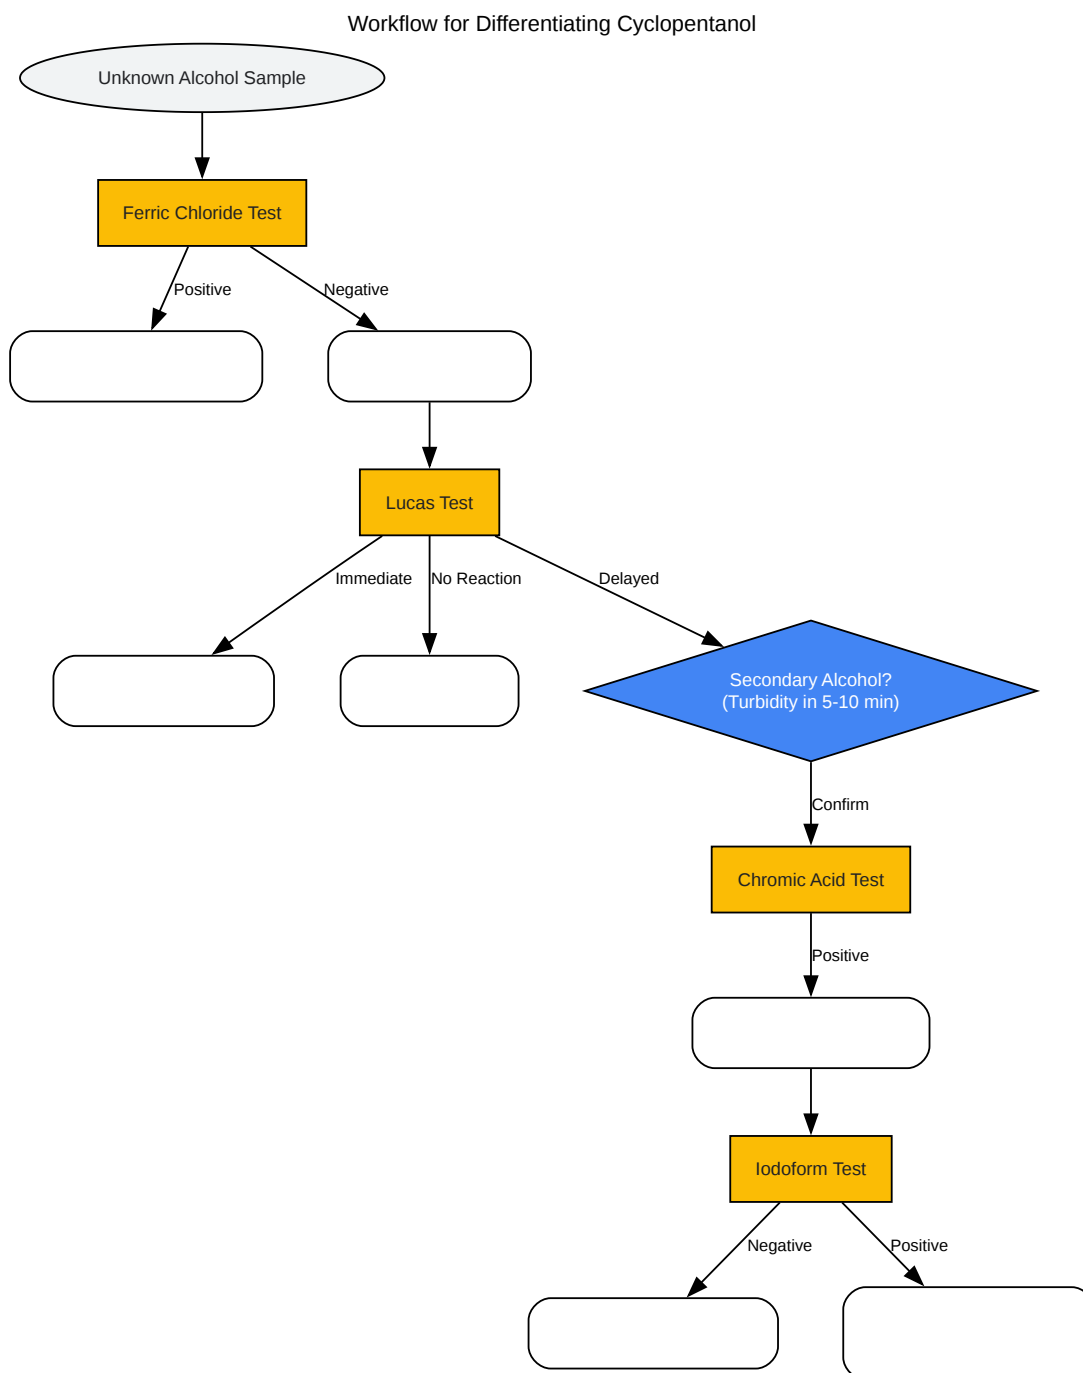 Workflow for Differentiating Cyclopentanol
Unknown Alcohol Sample
Ferric Chloride Test
Positive
Negative
Lucas Test
Immediate
No Reaction
Delayed
Secondary Alcohol?
(Turbidity in 5-10 min)
Confirm
Chromic Acid Test
Positive
Iodoform Test
Negative
Positive